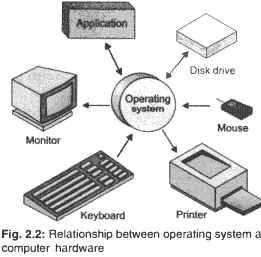 Application
Disk drive
Operating
system
Monitor
Mouse
Keyboard
Printer
Fig. 2.2: Relationship between operating system a
computer hardware